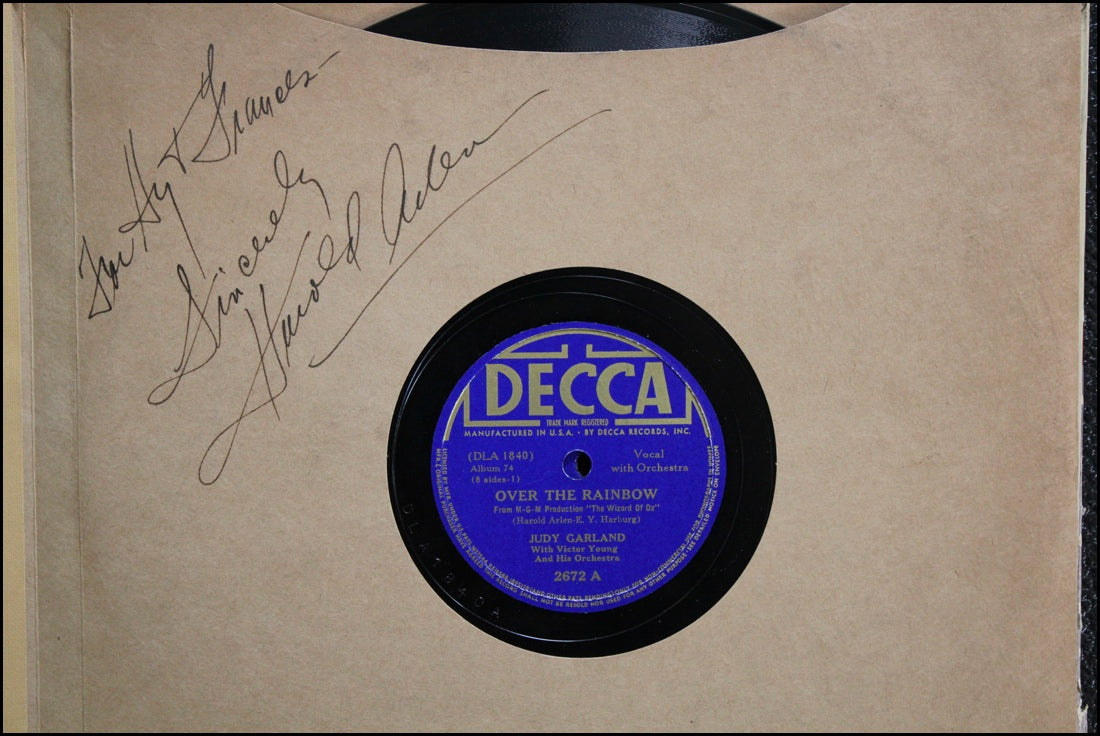 For Hy & Frances-
Sincerely
Harold Arlen
DECCA
TRADE MARK REGISTERED
MANUFACTURED IN U.S.A. • BY DECCA RECORDS, INC.
(DLA 1840)
Album 74
(8 sides-1)
Vocal
with Orchestra
OVER THE RAINBOW
From M-G-M Production "The Wizard Of Oz"
(Harold Arlen-E. Y. Harburg)
JUDY GARLAND
With Victor Young
And His Orchestra
2672 A
DLA1840A